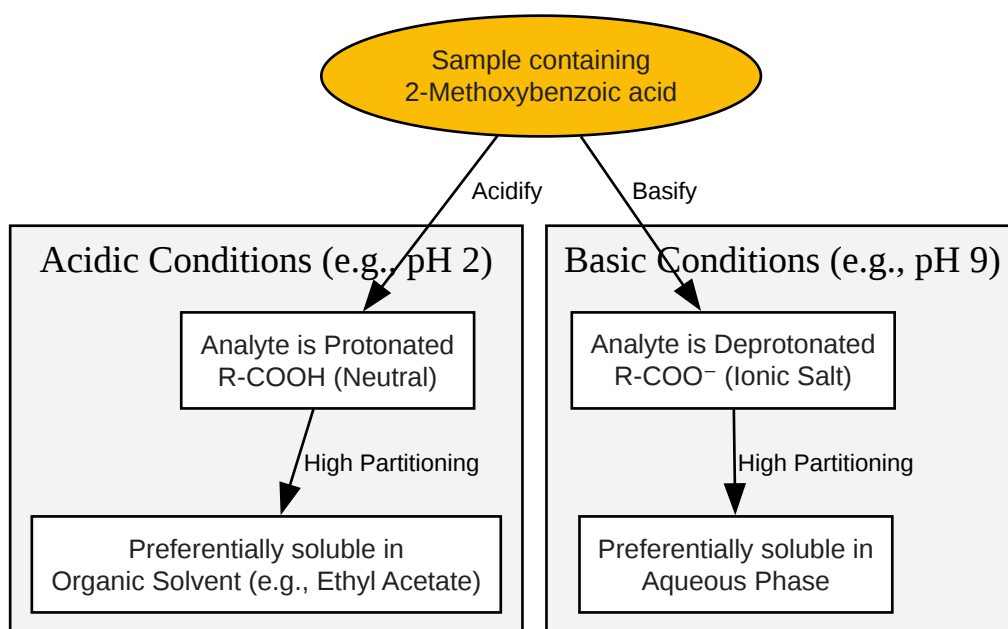 Sample containing
2-Methoxybenzoic acid
Acidify
Basify
Acidic Conditions (e.g., pH 2)
Basic Conditions (e.g., pH 9)
Analyte is Protonated
R-COOH (Neutral)
Analyte is Deprotonated
R-COO⁻ (Ionic Salt)
High Partitioning
High Partitioning
Preferentially soluble in
Organic Solvent (e.g., Ethyl Acetate)
Preferentially soluble in
Aqueous Phase